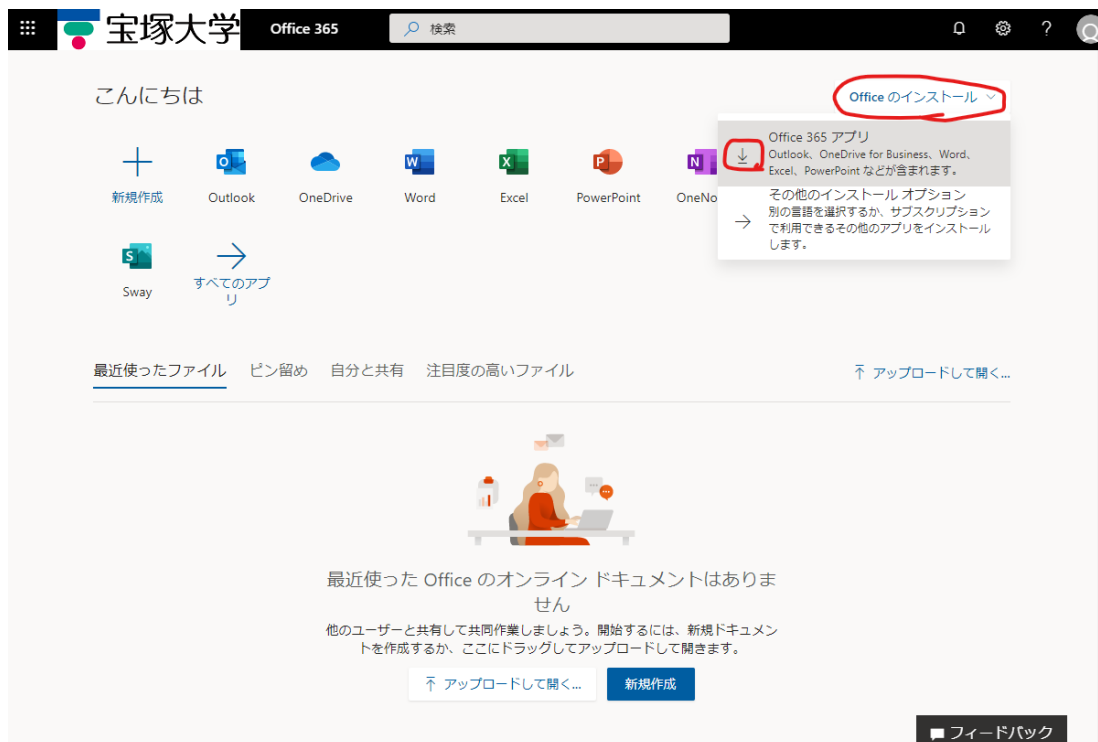 宝塚大学 Office 365 検索 ?
こんにちは
Office のインストール
Office 365 アプリ
Outlook、OneDrive for Business、Word、
Excel、PowerPoint などが含まれます。
その他のインストール オプション
別の言語を選択するか、サブスクリプション
で利用できるその他のアプリをインストール
します。
新規作成 Outlook OneDrive Word Excel PowerPoint OneNo
Sway
すべてのアプ
リ
最近使ったファイル ピン留め 自分と共有 注目度の高いファイル
アップロードして開く...
最近使った Office のオンライン ドキュメントはありま
せん
他のユーザーと共有して共同作業しましょう。開始するには、新規ドキュメン
トを作成するか、ここにドラッグしてアップロードして開きます。
アップロードして開く... 新規作成
フィードバック